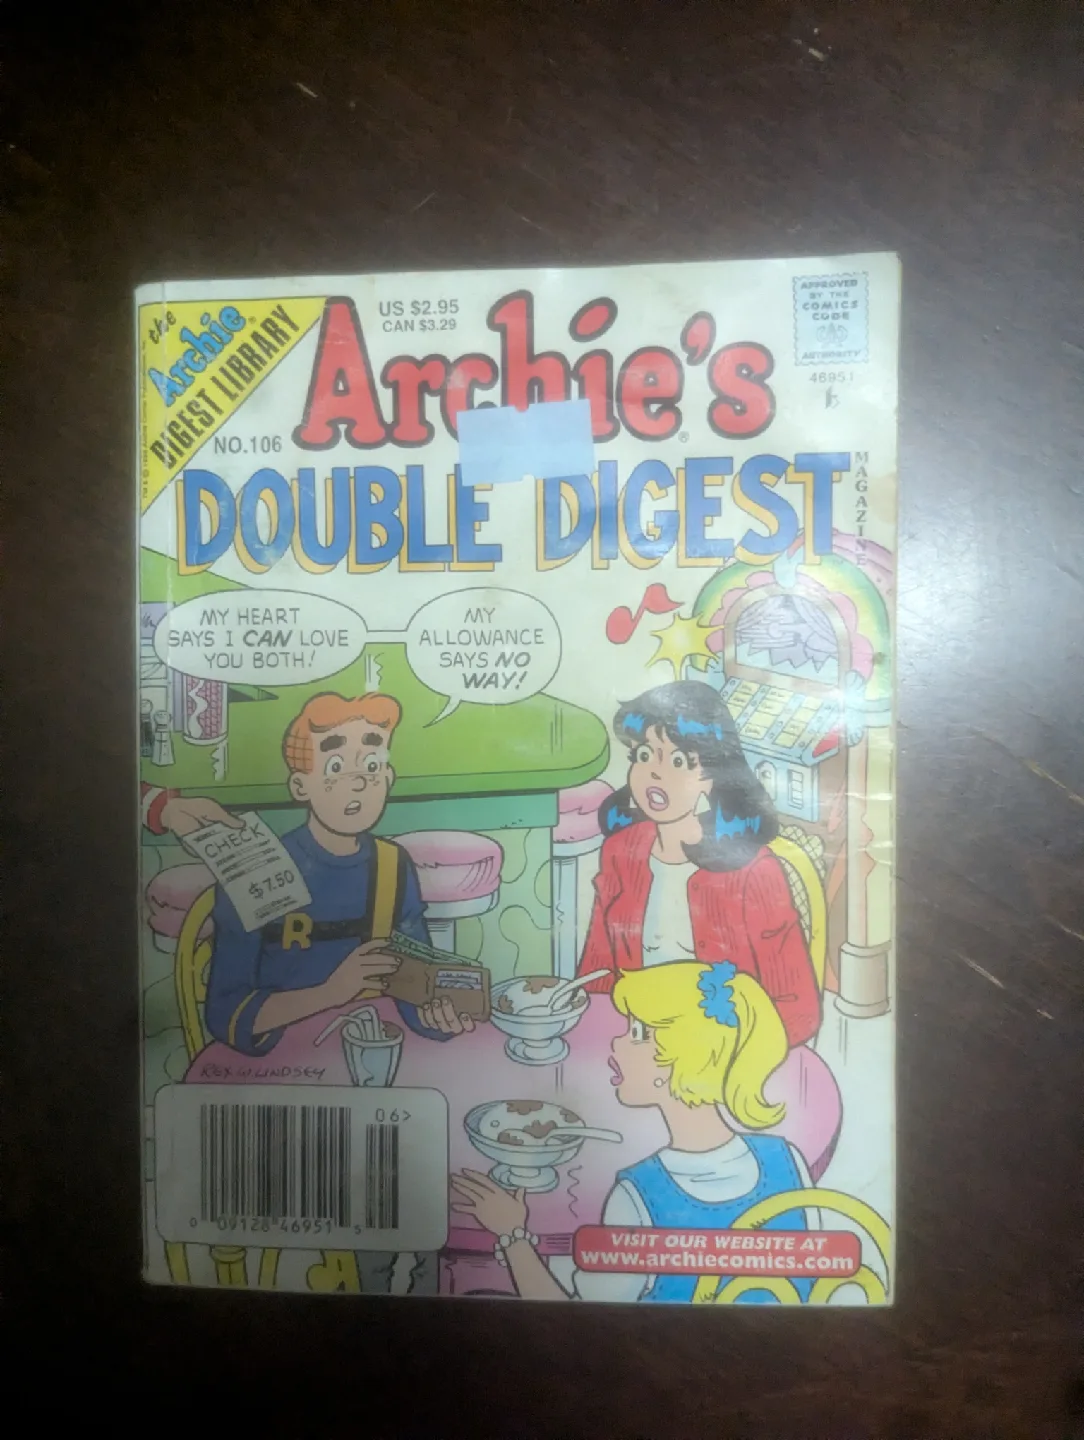 the
Archie
DIGEST LIBRARY
NO.106
US $2.95
CAN $3.29
Archie's
DOUBLE DIGEST
MAGAZINE
APPROVED
BY THE
COMICS
CODE
AUTHORITY
46951
MY HEART
SAYS I CAN LOVE
YOU BOTH!
MY
ALLOWANCE
SAYS NO
WAY!
CHECK
$7.50
R
REX W. LINDSEY
06>
0 09128 46951 5
VISIT OUR WEBSITE AT
www.archiecomics.com